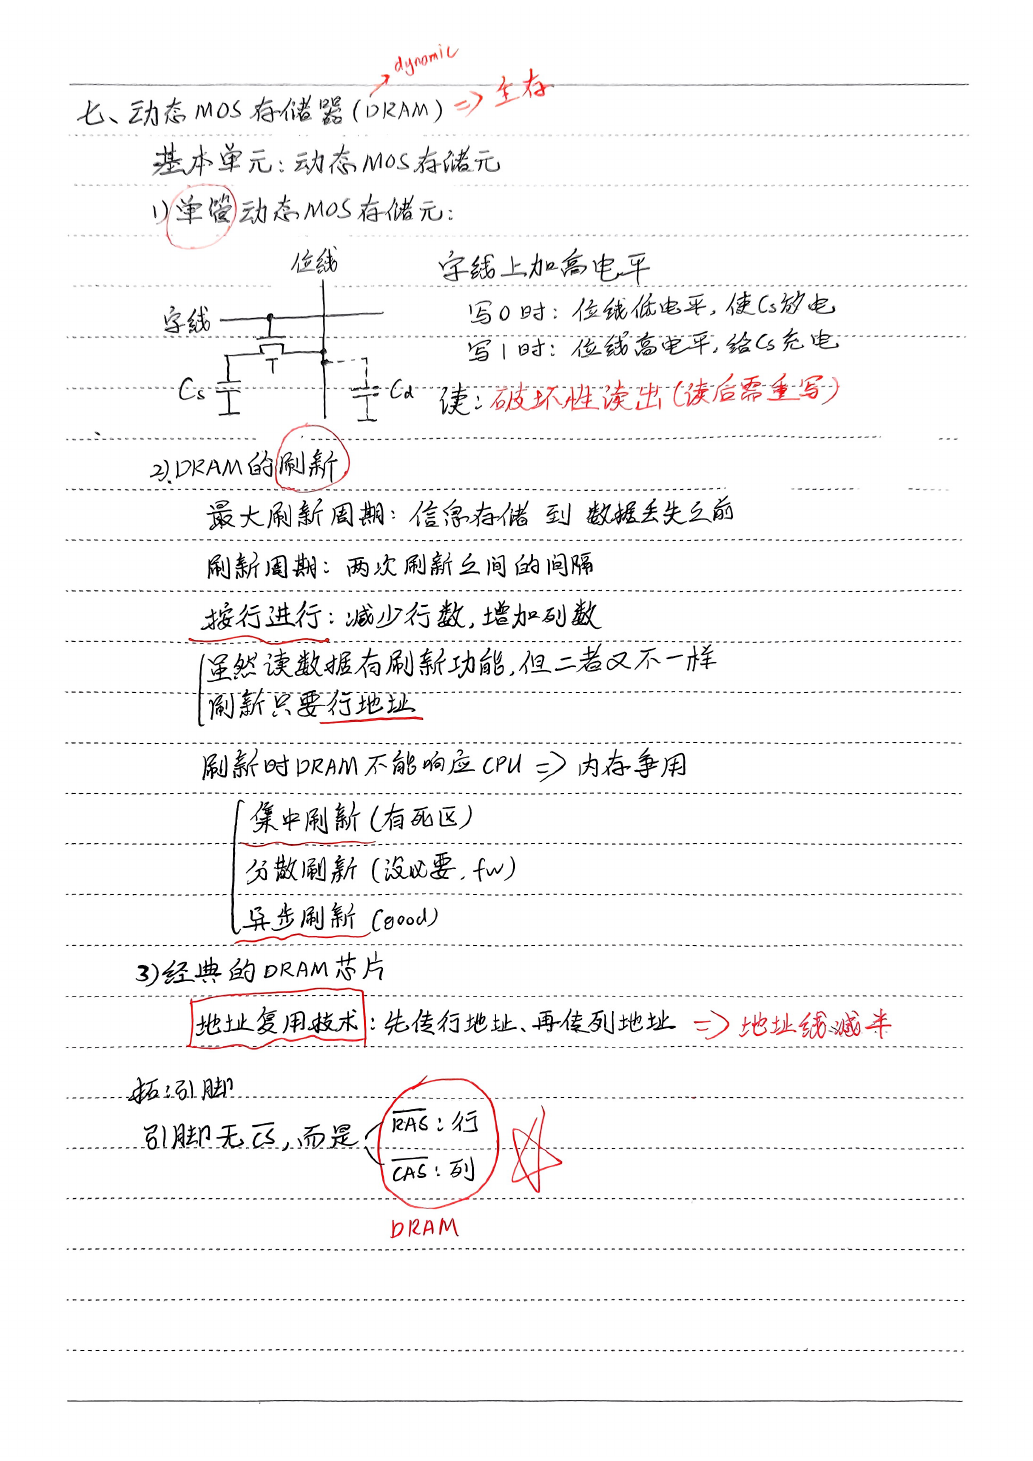 dynamic
七、动态MOS存储器(DRAM) => 主存
基本单元: 动态MOS存储元
1) 单管动态MOS存储元:
位线
字线上加高电平
字线
写0时: 位线低电平, 使Cs放电
写1时: 位线高电平, 给Cs充电
T
Cs
Cd
读: 破坏性读出(读后需重写)
2). DRAM的刷新
最大刷新周期: 信息存储 到 数据丢失之前
刷新周期: 两次刷新之间的间隔
按行进行: 减少行数, 增加列数
虽然读数据有刷新功能, 但二者又不一样
刷新只要行地址
刷新时DRAM不能响应CPU => 内存争用
集中刷新 (有死区)
分散刷新 (没必要, fw)
异步刷新 (good)
3) 经典的DRAM芯片
地址复用技术: 先传行地址、再传列地址 => 地址线减半
拓: 引脚
引脚无C̅S̅, 而是
R̅A̅S̅: 行
C̅A̅S̅: 列
DRAM